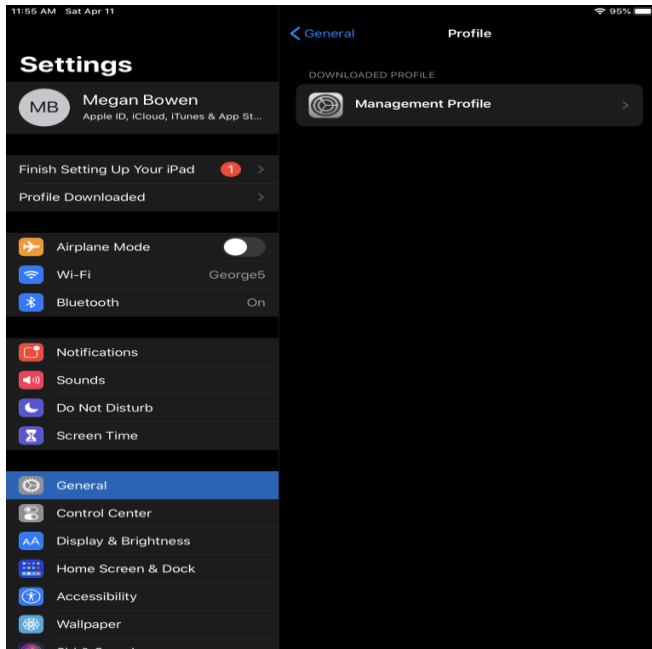 11:55 AM Sat Apr 11
95%
Settings
MB
Megan Bowen
Apple ID, iCloud, iTunes & App St...
Finish Setting Up Your iPad 1
Profile Downloaded
Airplane Mode
Wi-Fi George5
Bluetooth On
Notifications
Sounds
Do Not Disturb
Screen Time
General
Control Center
AA Display & Brightness
Home Screen & Dock
Accessibility
Wallpaper
General Profile
DOWNLOADED PROFILE
Management Profile